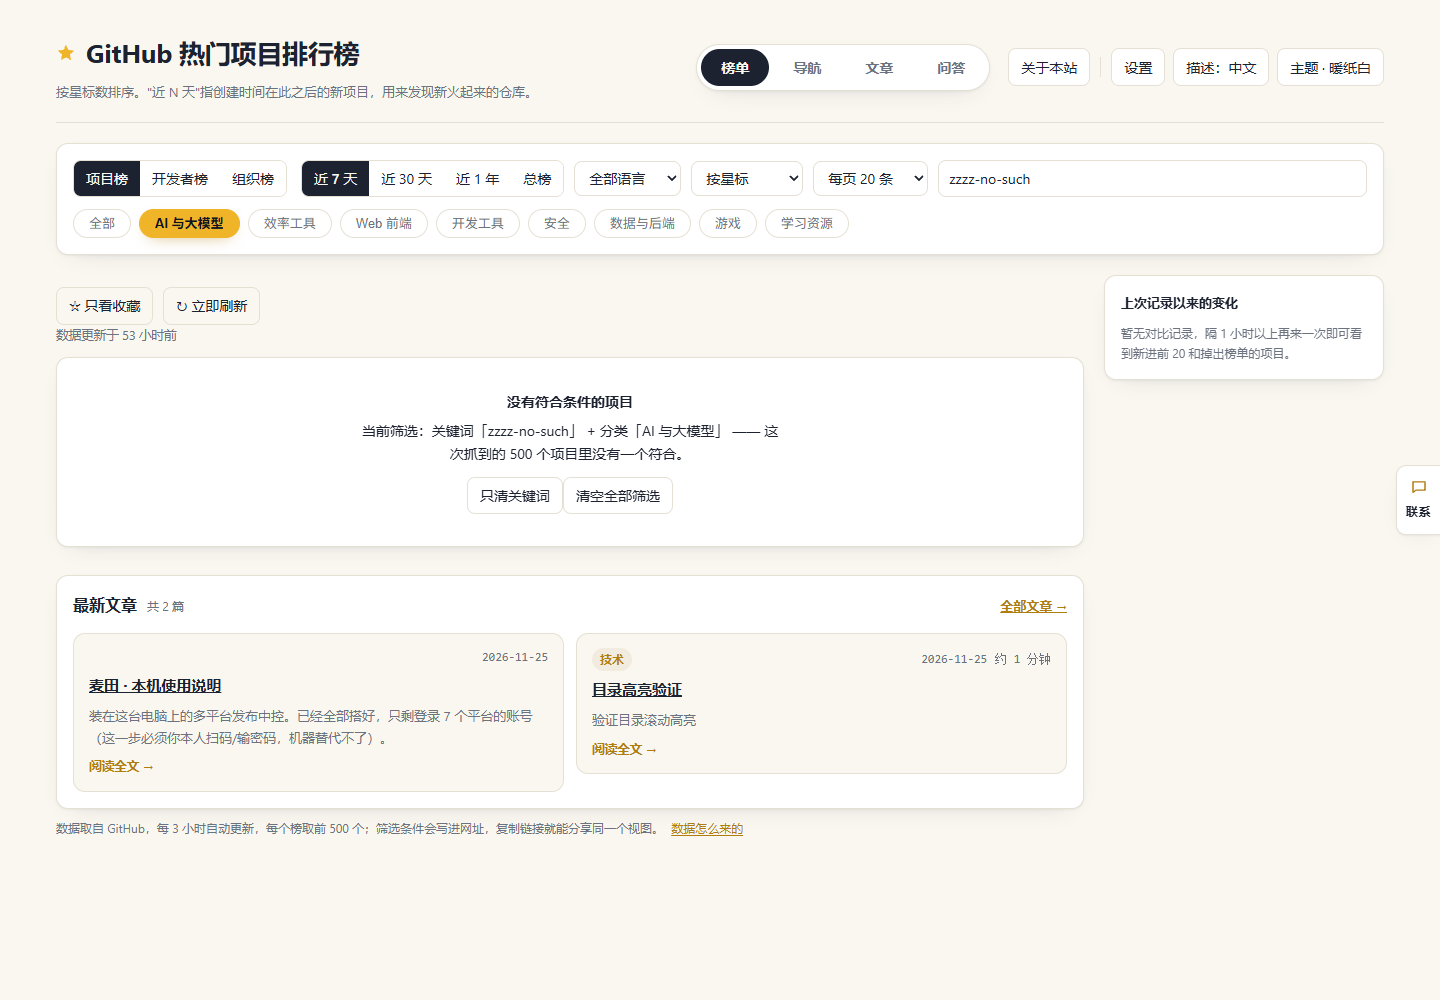 GitHub 热门项目排行榜
按星标数排序。"近 N 天"指创建时间在此之后的新项目，用来发现新火起来的仓库。
榜单 导航 文章 问答 关于本站 设置 描述：中文 主题 · 暖纸白
项目榜 开发者榜 组织榜 近 7 天 近 30 天 近 1 年 总榜 全部语言 按星标 每页 20 条 zzzz-no-such
全部 AI 与大模型 效率工具 Web 前端 开发工具 安全 数据与后端 游戏 学习资源
☆ 只看收藏 ↻ 立即刷新
数据更新于 53 小时前
没有符合条件的项目
当前筛选：关键词「zzzz-no-such」 + 分类「AI 与大模型」 —— 这
次抓到的 500 个项目里没有一个符合。
只清关键词 清空全部筛选
上次记录以来的变化
暂无对比记录，隔 1 小时以上再来一次即可看
到新进前 20 和掉出榜单的项目。
联系
最新文章 共 2 篇 全部文章 →
2026-11-25
麦田 · 本机使用说明
装在这台电脑上的多平台发布中控。已经全部搭好，只剩登录 7 个平台的账号
（这一步必须你本人扫码/输密码，机器替代不了）。
阅读全文 →
技术 2026-11-25 约 1 分钟
目录高亮验证
验证目录滚动高亮
阅读全文 →
数据取自 GitHub，每 3 小时自动更新，每个榜取前 500 个；筛选条件会写进网址，复制链接就能分享同一个视图。 数据怎么来的